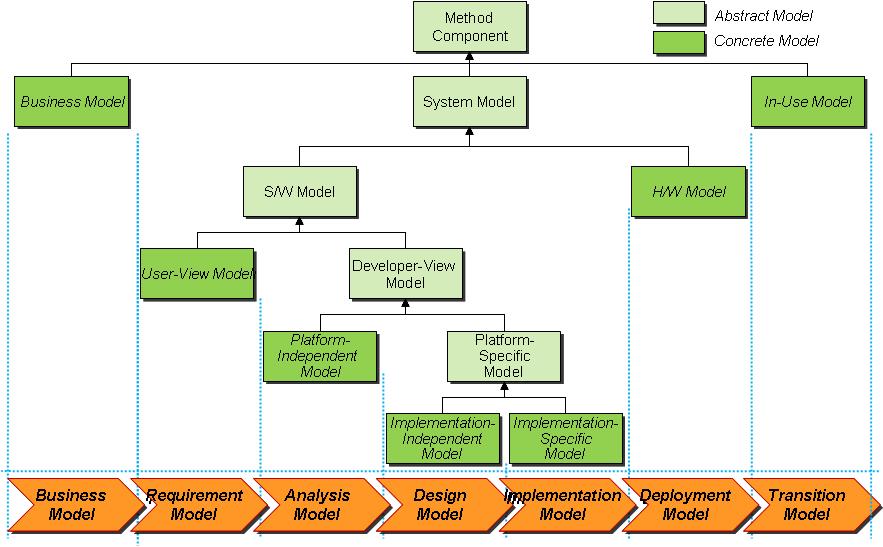 Method
Component
Abstract Model
Concrete Model
Business Model
System Model
In-Use Model
S/W Model
H/W Model
User-View Model
Developer-View
Model
Platform-
Independent
Model
Platform-
Specific
Model
Implementation-
Independent
Model
Implementation-
Specific
Model
Business
Model
Requirement
Model
Analysis
Model
Design
Model
Implementation
Model
Deployment
Model
Transition
Model